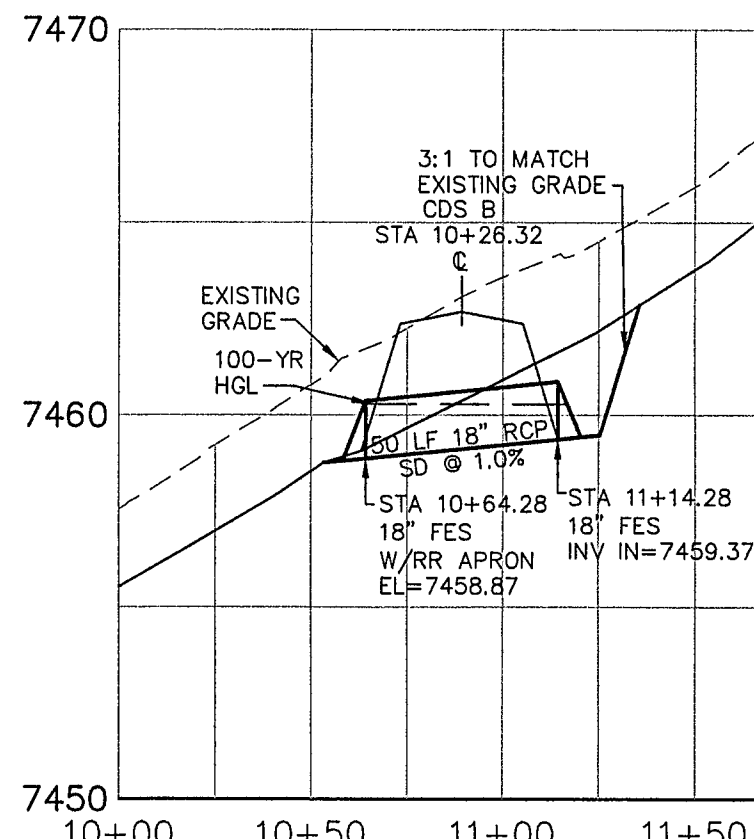 7470
3:1 TO MATCH
EXISTING GRADE
CDS B
STA 10+26.32
℄
EXISTING
GRADE
100-YR
HGL
7460
50 LF 18" RCP
SD @ 1.0%
STA 10+64.28
18" FES
W/RR APRON
EL=7458.87
STA 11+14.28
18" FES
INV IN=7459.37
7450
10+00 10+50 11+00 11+50